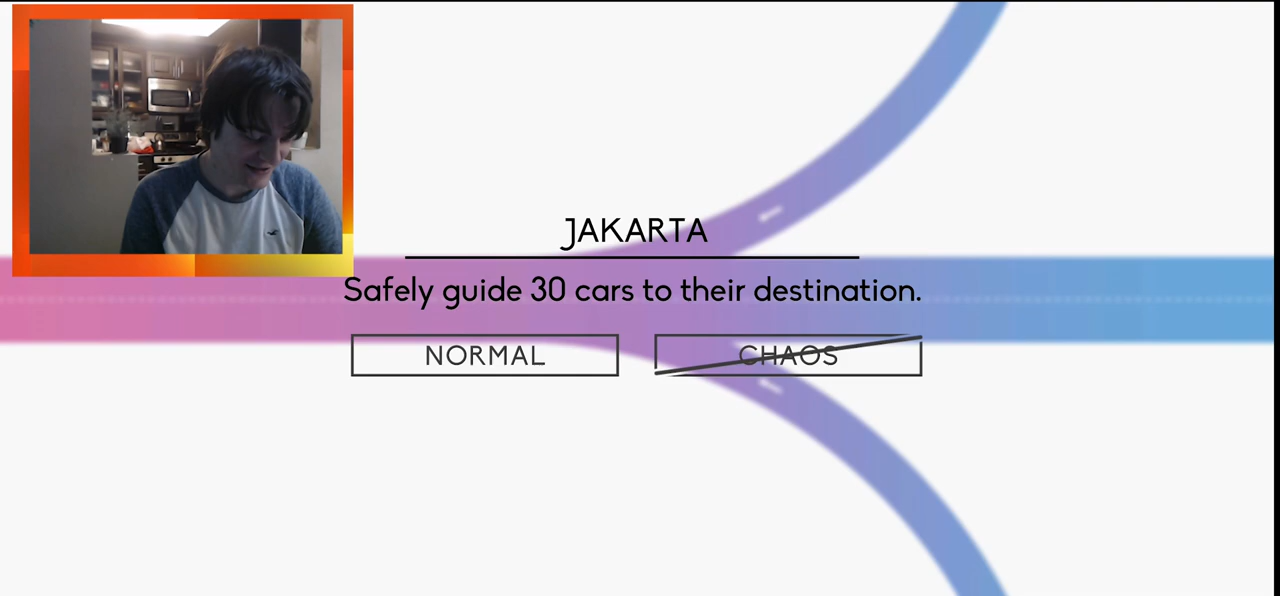 JAKARTA
Safely guide 30 cars to their destination.
NORMAL
CHAOS